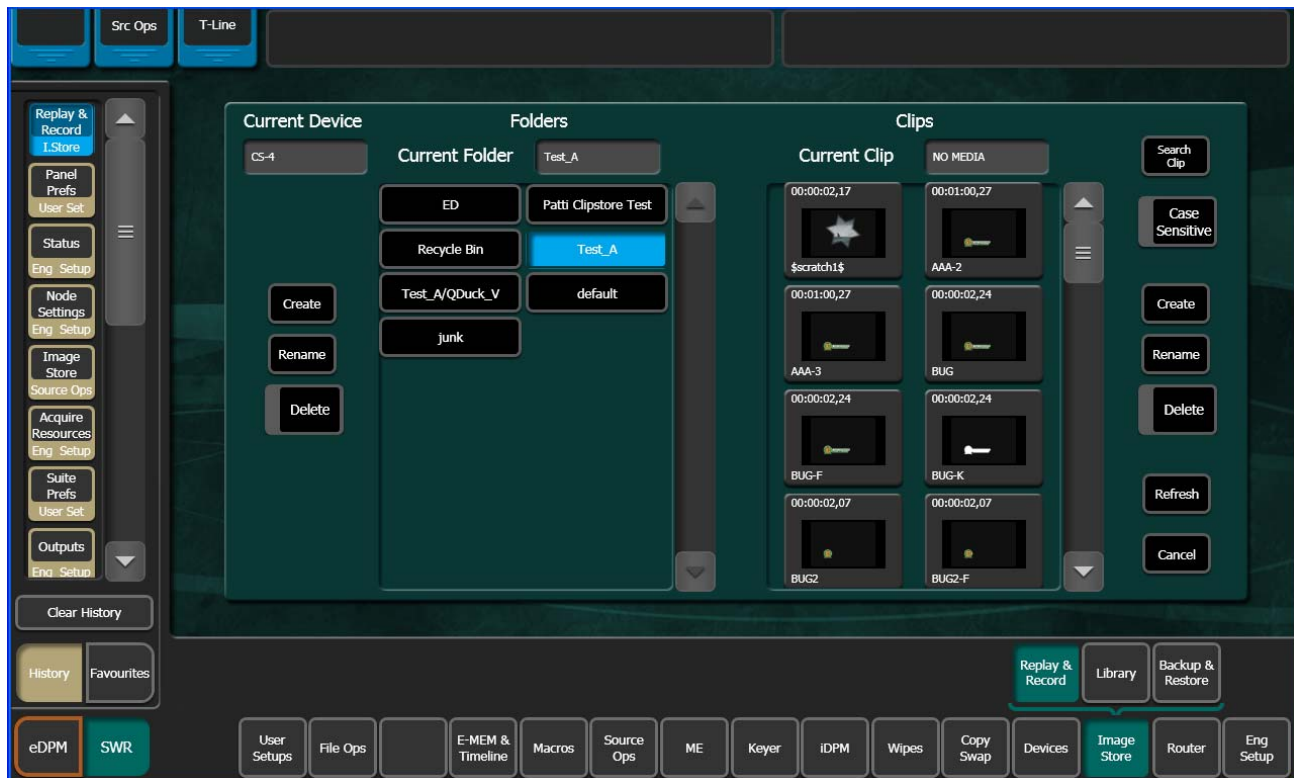 Src Ops
T-Line
Replay &
Record
I.Store
Panel
Prefs
User Set
Status
Eng Setup
Node
Settings
Eng Setup
Image
Store
Source Ops
Acquire
Resources
Eng Setup
Suite
Prefs
User Set
Outputs
Eng Setup
Clear History
History
Favourites
eDPM
SWR
Current Device
CS-4
Create
Rename
Delete
Folders
Current Folder
Test_A
ED
Patti Clipstore Test
Recycle Bin
Test_A
Test_A/QDuck_V
default
junk
Clips
Current Clip
NO MEDIA
00:00:02,17
$scratch1$
00:01:00,27
AAA-2
00:01:00,27
AAA-3
00:00:02,24
BUG
00:00:02,24
BUG-F
00:00:02,24
BUG-K
00:00:02,07
BUG2
00:00:02,07
BUG2-F
Search
Clip
Case
Sensitive
Create
Rename
Delete
Refresh
Cancel
Replay &
Record
Library
Backup &
Restore
User
Setups
File Ops
E-MEM &
Timeline
Macros
Source
Ops
ME
Keyer
iDPM
Wipes
Copy
Swap
Devices
Image
Store
Router
Eng
Setup